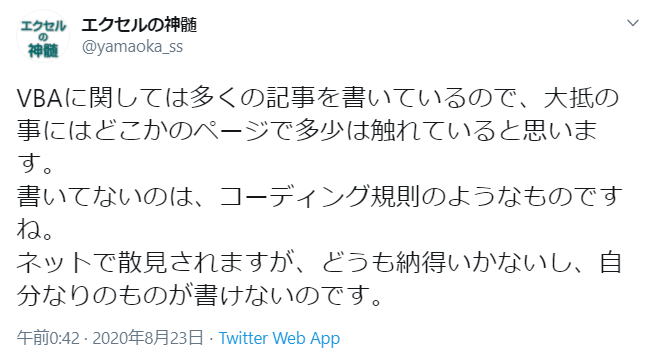 エクセル
の
神髄
エクセルの神髄
@yamaoka_ss
VBAに関しては多くの記事を書いているので、大抵の
事にはどこかのページで多少は触れていると思いま
す。
書いてないのは、コーディング規則のようなものです
ね。
ネットで散見されますが、どうも納得いかないし、自
分なりのものが書けないのです。
午前0:42 · 2020年8月23日 · Twitter Web App